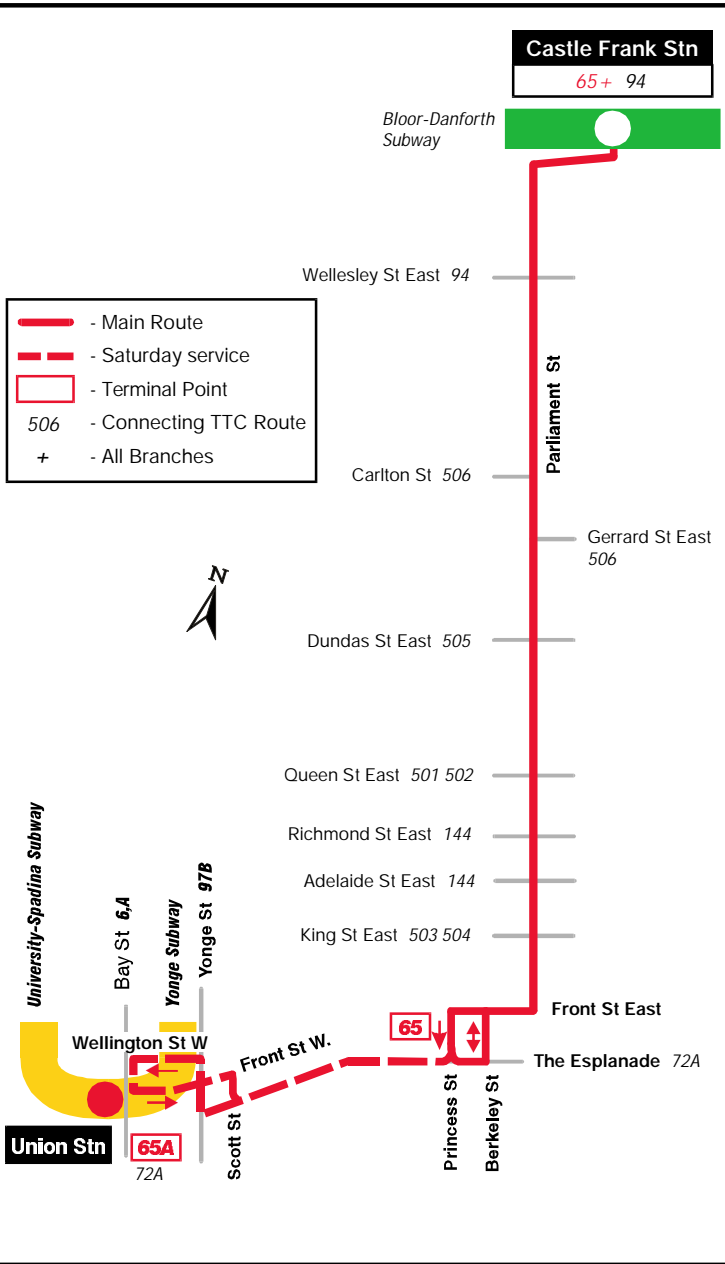 Castle Frank Stn
65+ 94
Bloor-Danforth
Subway
Wellesley St East 94
- Main Route
- Saturday service
- Terminal Point
506 - Connecting TTC Route
+ - All Branches
Parliament St
Carlton St 506
Gerrard St East
506
N
Dundas St East 505
Queen St East 501 502
Richmond St East 144
Adelaide St East 144
King St East 503 504
University-Spadina Subway
Bay St 6,A
Yonge Subway
Yonge St 97B
Front St East
65
Wellington St W
Front St W.
The Esplanade 72A
Princess St
Berkeley St
Scott St
Union Stn
65A
72A